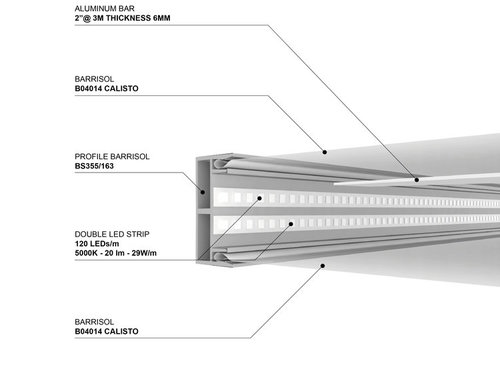 ALUMINUM BAR
2"@ 3M THICKNESS 6MM
BARRISOL
B04014 CALISTO
PROFILE BARRISOL
BS355/163
DOUBLE LED STRIP
120 LEDs/m
5000K - 20 lm - 29W/m
BARRISOL
B04014 CALISTO